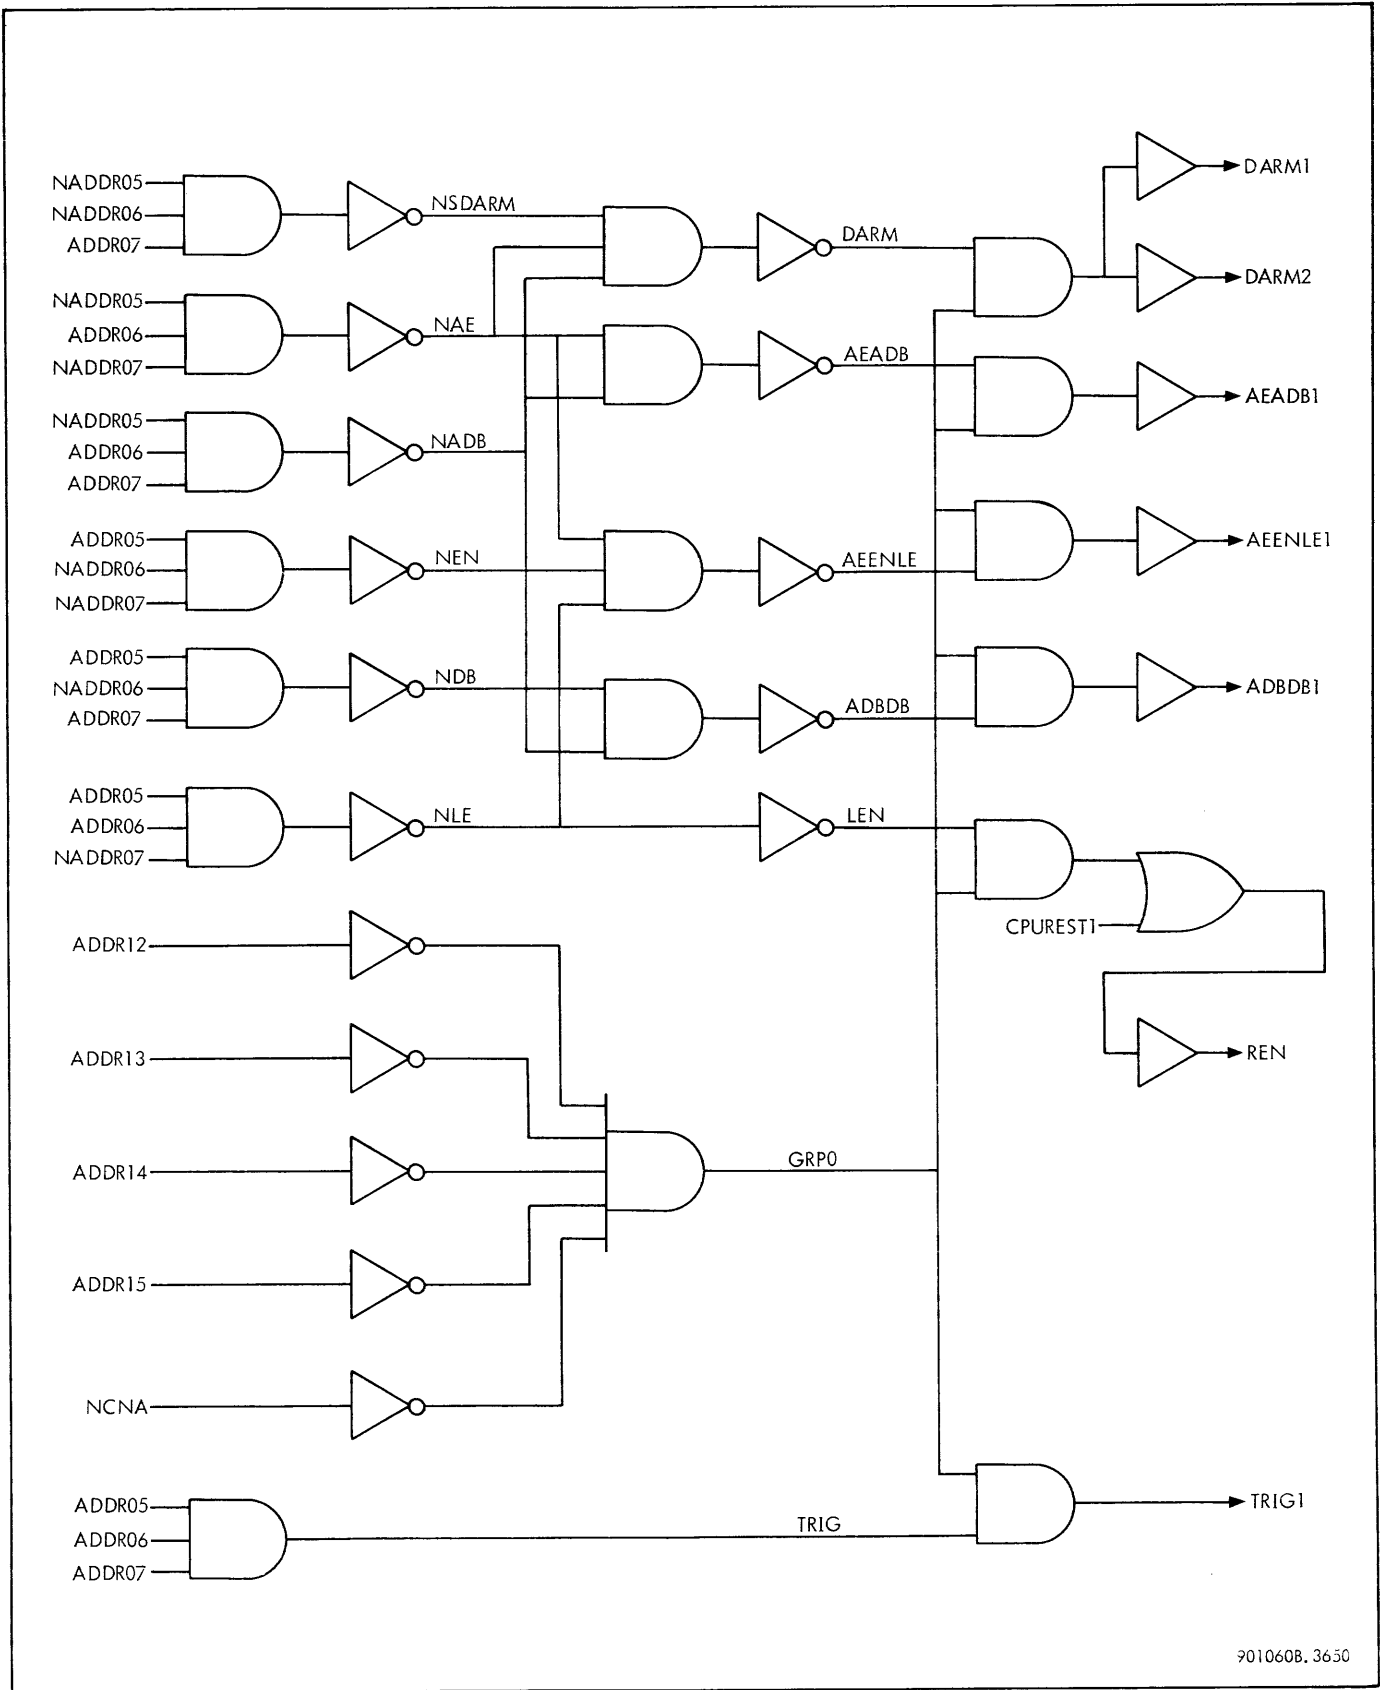 NADDR05
NADDR06
ADDR07
NSDARM
DARM
DARM1
DARM2
NADDR05
ADDR06
NADDR07
NAE
AEADB
AEADB1
NADDR05
ADDR06
ADDR07
NADB
ADDR05
NADDR06
NADDR07
NEN
AEENLE
AEENLE1
ADDR05
NADDR06
ADDR07
NDB
ADBDB
ADBDB1
ADDR05
ADDR06
NADDR07
NLE
LEN
CPUREST1
REN
ADDR12
ADDR13
ADDR14
ADDR15
NCNA
GRP0
ADDR05
ADDR06
ADDR07
TRIG
TRIG1
901060B. 3650